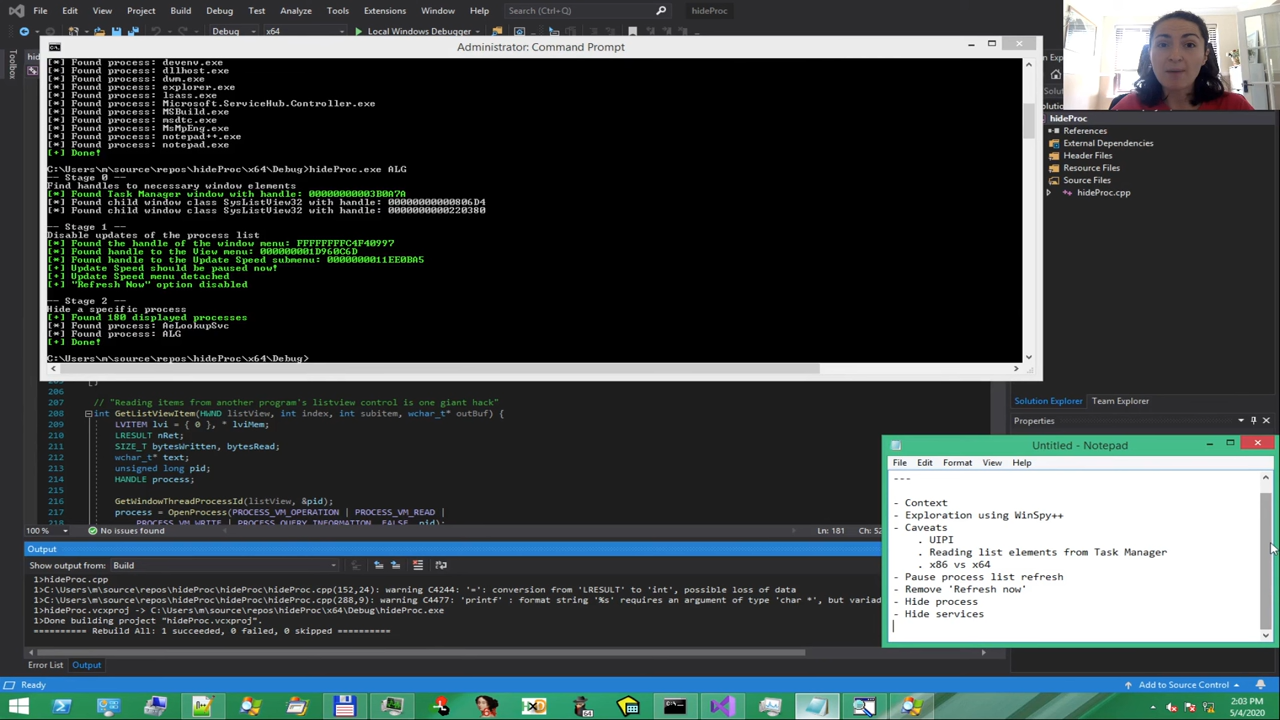 File Edit View Project Build Debug Test Analyze Tools Extensions Window Help Search (Ctrl+Q) hideProc
Debug x64 Local Windows Debugger
Toolbox
Administrator: Command Prompt
[*] Found process: devenv.exe
[*] Found process: dllhost.exe
[*] Found process: dwm.exe
[*] Found process: explorer.exe
[*] Found process: lsass.exe
[*] Found process: Microsoft.ServiceHub.Controller.exe
[*] Found process: MSBuild.exe
[*] Found process: msdtc.exe
[*] Found process: MsMpEng.exe
[*] Found process: notepad++.exe
[*] Found process: notepad.exe
[+] Done!
C:\Users\m\source\repos\hideProc\x64\Debug>hideProc.exe ALG
-- Stage 0 --
Find handles to necessary window elements
[*] Found Task Manager window with handle: 00000000003B0A7A
[*] Found child window class SysListView32 with handle: 00000000000806D4
[*] Found child window class SysListView32 with handle: 0000000000220380
-- Stage 1 --
Disable updates of the process list
[*] Found the handle of the window menu: FFFFFFFFC4F40997
[*] Found handle to the View menu: 000000001D960C6D
[*] Found handle to the Update Speed submenu: 0000000011EE0BA5
[+] Update Speed should be paused now!
[+] Update Speed menu detached
[+] "Refresh Now" option disabled
-- Stage 2 --
Hide a specific process
[+] Found 180 displayed processes
[*] Found process: AeLookupSvc
[*] Found process: ALG
[+] Done!
C:\Users\m\source\repos\hideProc\x64\Debug>
hideProc
References
External Dependencies
Header Files
Resource Files
Source Files
hideProc.cpp
Solution Explorer Team Explorer
Properties
206
207 // "Reading items from another program's listview control is one giant hack"
208 int GetListViewItem(HWND listView, int index, int subitem, wchar_t* outBuf) {
209 LVITEM lvi = { 0 }, * lviMem;
210 LRESULT nRet;
211 SIZE_T bytesWritten, bytesRead;
212 wchar_t* text;
213 unsigned long pid;
214 HANDLE process;
215
216 GetWindowThreadProcessId(listView, &pid);
217 process = OpenProcess(PROCESS_VM_OPERATION | PROCESS_VM_READ |
218 PROCESS_VM_WRITE | PROCESS_QUERY_INFORMATION, FALSE, pid);
100 % No issues found Ln: 181
Output
Show output from: Build
1>hideProc.cpp
1>C:\Users\m\source\repos\hideProc\hideProc.cpp(152,24): warning C4244: '=': conversion from 'LRESULT' to 'int', possible loss of data
1>C:\Users\m\source\repos\hideProc\hideProc.cpp(288,9): warning C4477: 'printf' : format string '%s' requires an argument of type 'char *', but variad
1>hideProc.vcxproj -> C:\Users\m\source\repos\hideProc\x64\Debug\hideProc.exe
1>Done building project "hideProc.vcxproj".
========== Rebuild All: 1 succeeded, 0 failed, 0 skipped ==========
Error List Output
Untitled - Notepad
File Edit Format View Help
---
- Context
- Exploration using WinSpy++
- Caveats
. UIPI
. Reading list elements from Task Manager
. x86 vs x64
- Pause process list refresh
- Remove 'Refresh now'
- Hide process
- Hide services
Ready Add to Source Control
2:03 PM
5/4/2020